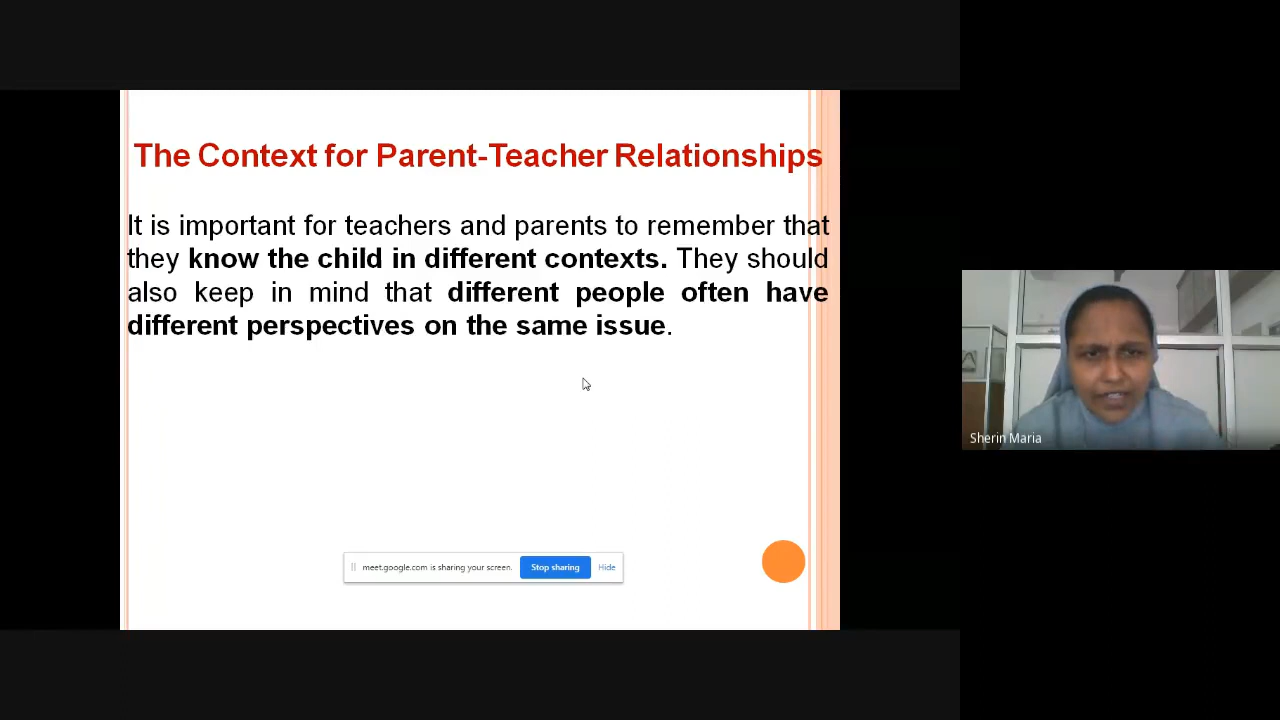 The Context for Parent-Teacher Relationships
It is important for teachers and parents to remember that
they know the child in different contexts. They should
also keep in mind that different people often have
different perspectives on the same issue.
Sherin Maria
meet.google.com is sharing your screen. Stop sharing Hide